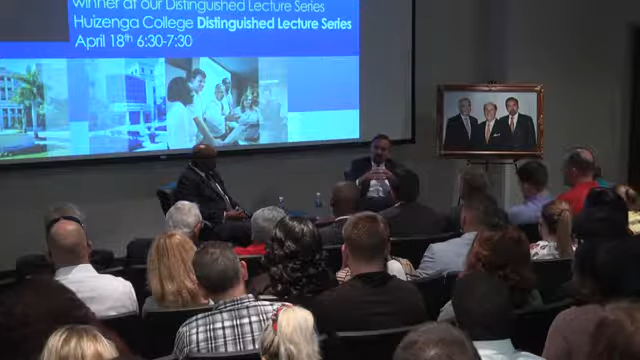 winner at our Distinguished Lecture Series
Huizenga College Distinguished Lecture Series
April 18th 6:30-7:30